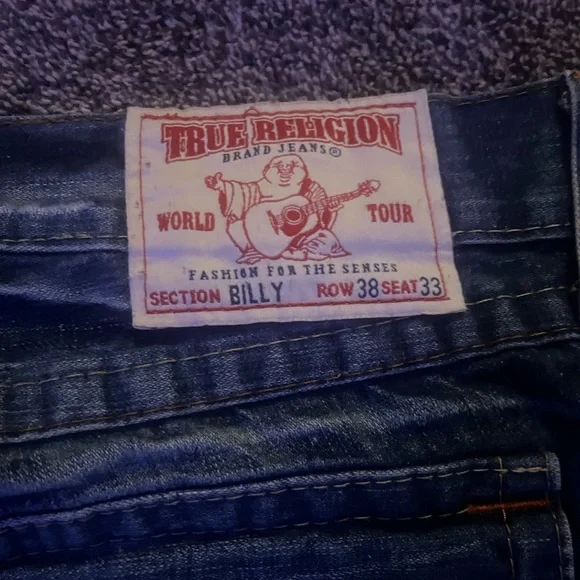 TRUE RELIGION
BRAND JEANS®
WORLD TOUR
FASHION FOR THE SENSES
SECTION BILLY ROW 38 SEAT 33